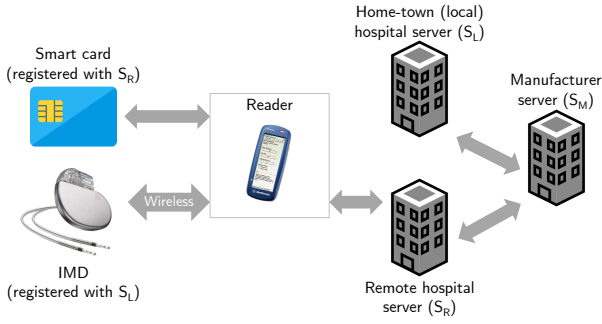 Smart card
(registered with S_R)
Reader
Home-town (local)
hospital server (S_L)
Manufacturer
server (S_M)
Wireless
IMD
(registered with S_L)
Remote hospital
server (S_R)